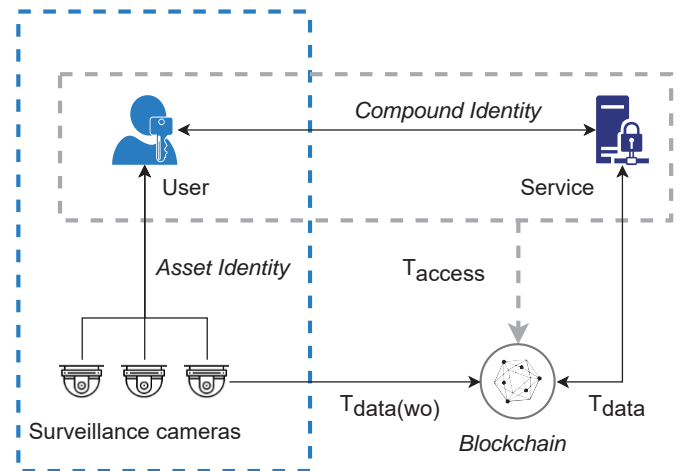 Compound Identity
User
Service
Asset Identity
Taccess
Tdata(wo)
Tdata
Surveillance cameras
Blockchain